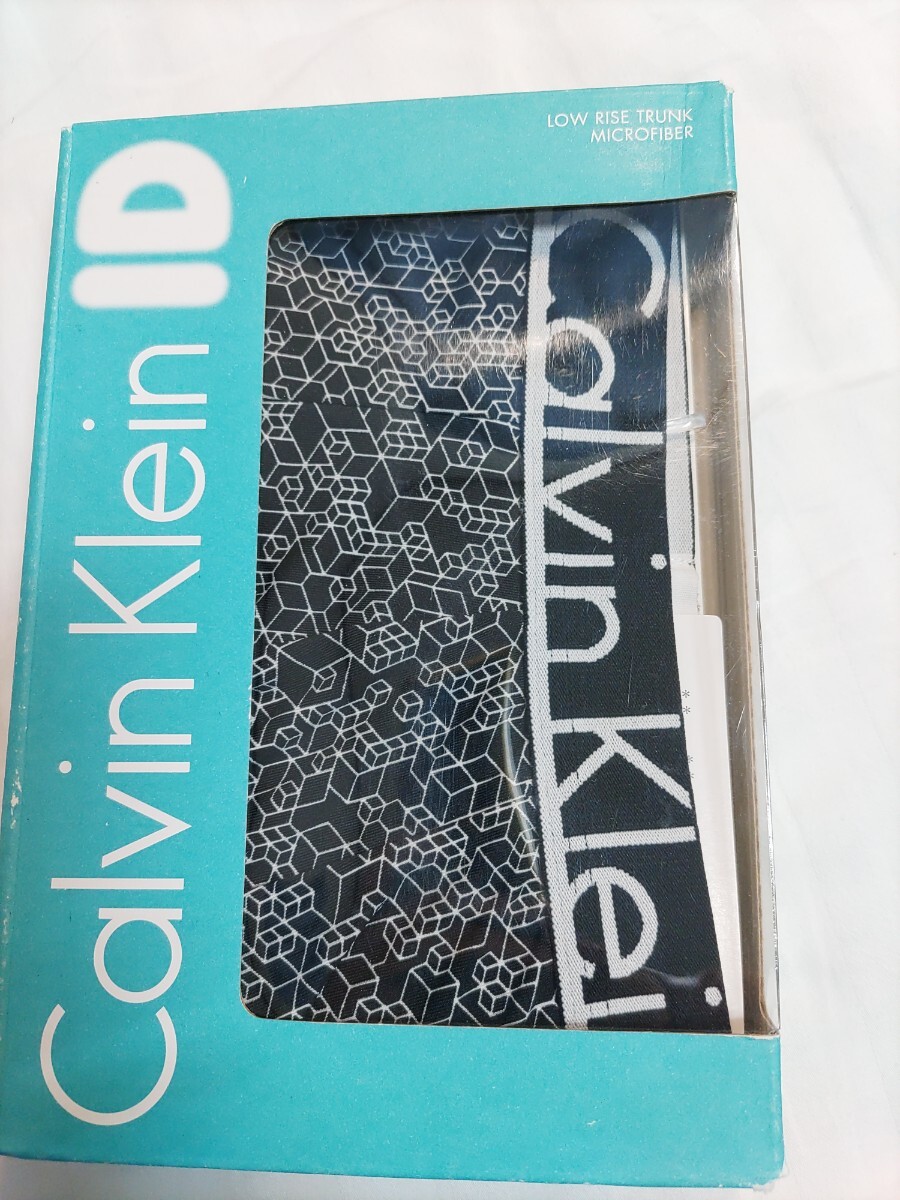 LOW RISE TRUNK
MICROFIBER
Calvin Klein ID
Calvin Klei